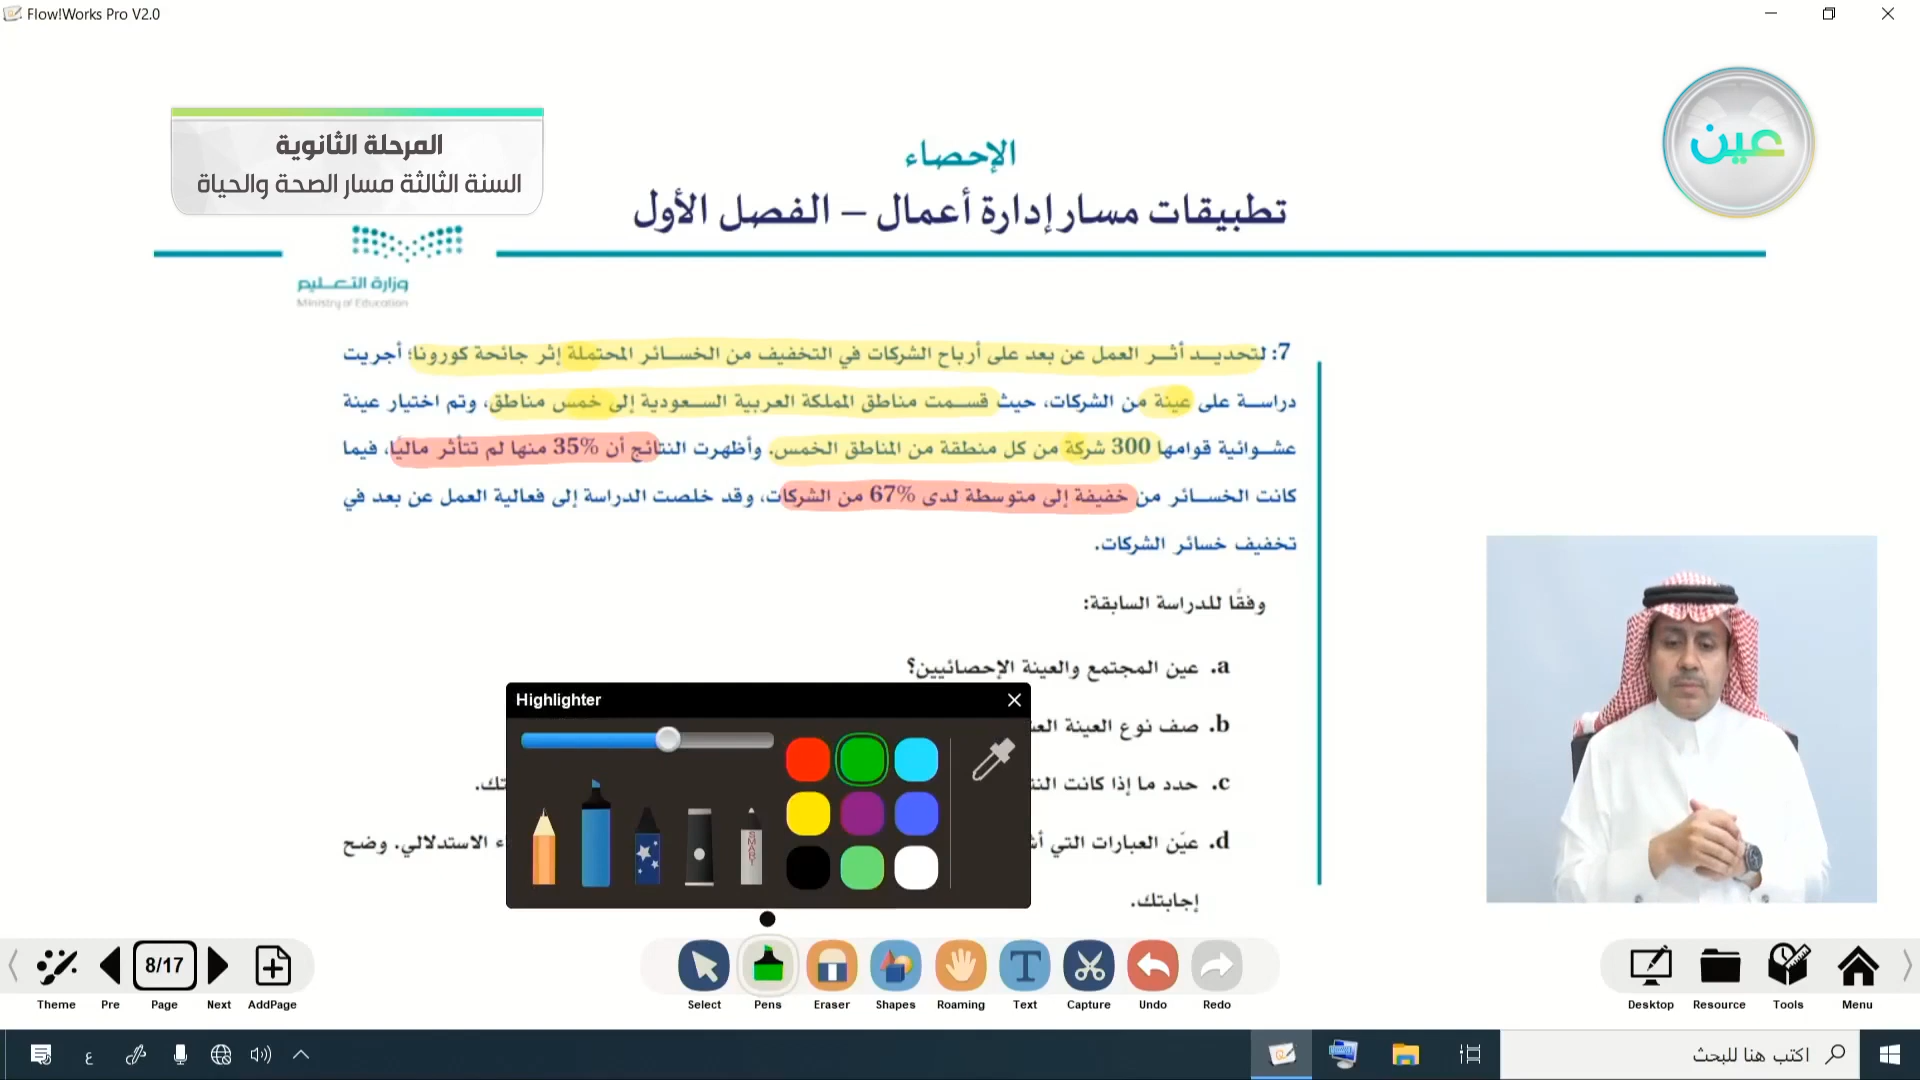 Flow!Works Pro V2.0
المرحلة الثانوية
السنة الثالثة مسار الصحة والحياة
الإحصاء
تطبيقات مسار إدارة أعمال – الفصل الأول
عين
وزارة التعليم
Ministry of Education
7: لتحديد أثر العمل عن بعد على أرباح الشركات في التخفيف من الخسائر المحتملة إثر جائحة كورونا؛ أجريت
دراسة على عينة من الشركات، حيث قسمت مناطق المملكة العربية السعودية إلى خمس مناطق، وتم اختيار عينة
عشوائية قوامها 300 شركة من كل منطقة من المناطق الخمس. وأظهرت النتائج أن 35% منها لم تتأثر ماليًا، فيما
كانت الخسائر من خفيفة إلى متوسطة لدى 67% من الشركات، وقد خلصت الدراسة إلى فعالية العمل عن بعد في
تخفيف خسائر الشركات.
وفقًا للدراسة السابقة:
a. عين المجتمع والعينة الإحصائيين؟
b. صف نوع العينة
c. حدد ما إذا كانت
d. عيّن العبارات التي
الاستدلالي. وضح
إجابتك.
Highlighter
SMART
8/17
Theme
Pre
Page
Next
AddPage
Select
Pens
Eraser
Shapes
Roaming
Text
Capture
Undo
Redo
Desktop
Resource
Tools
Menu
ع
اكتب هنا للبحث